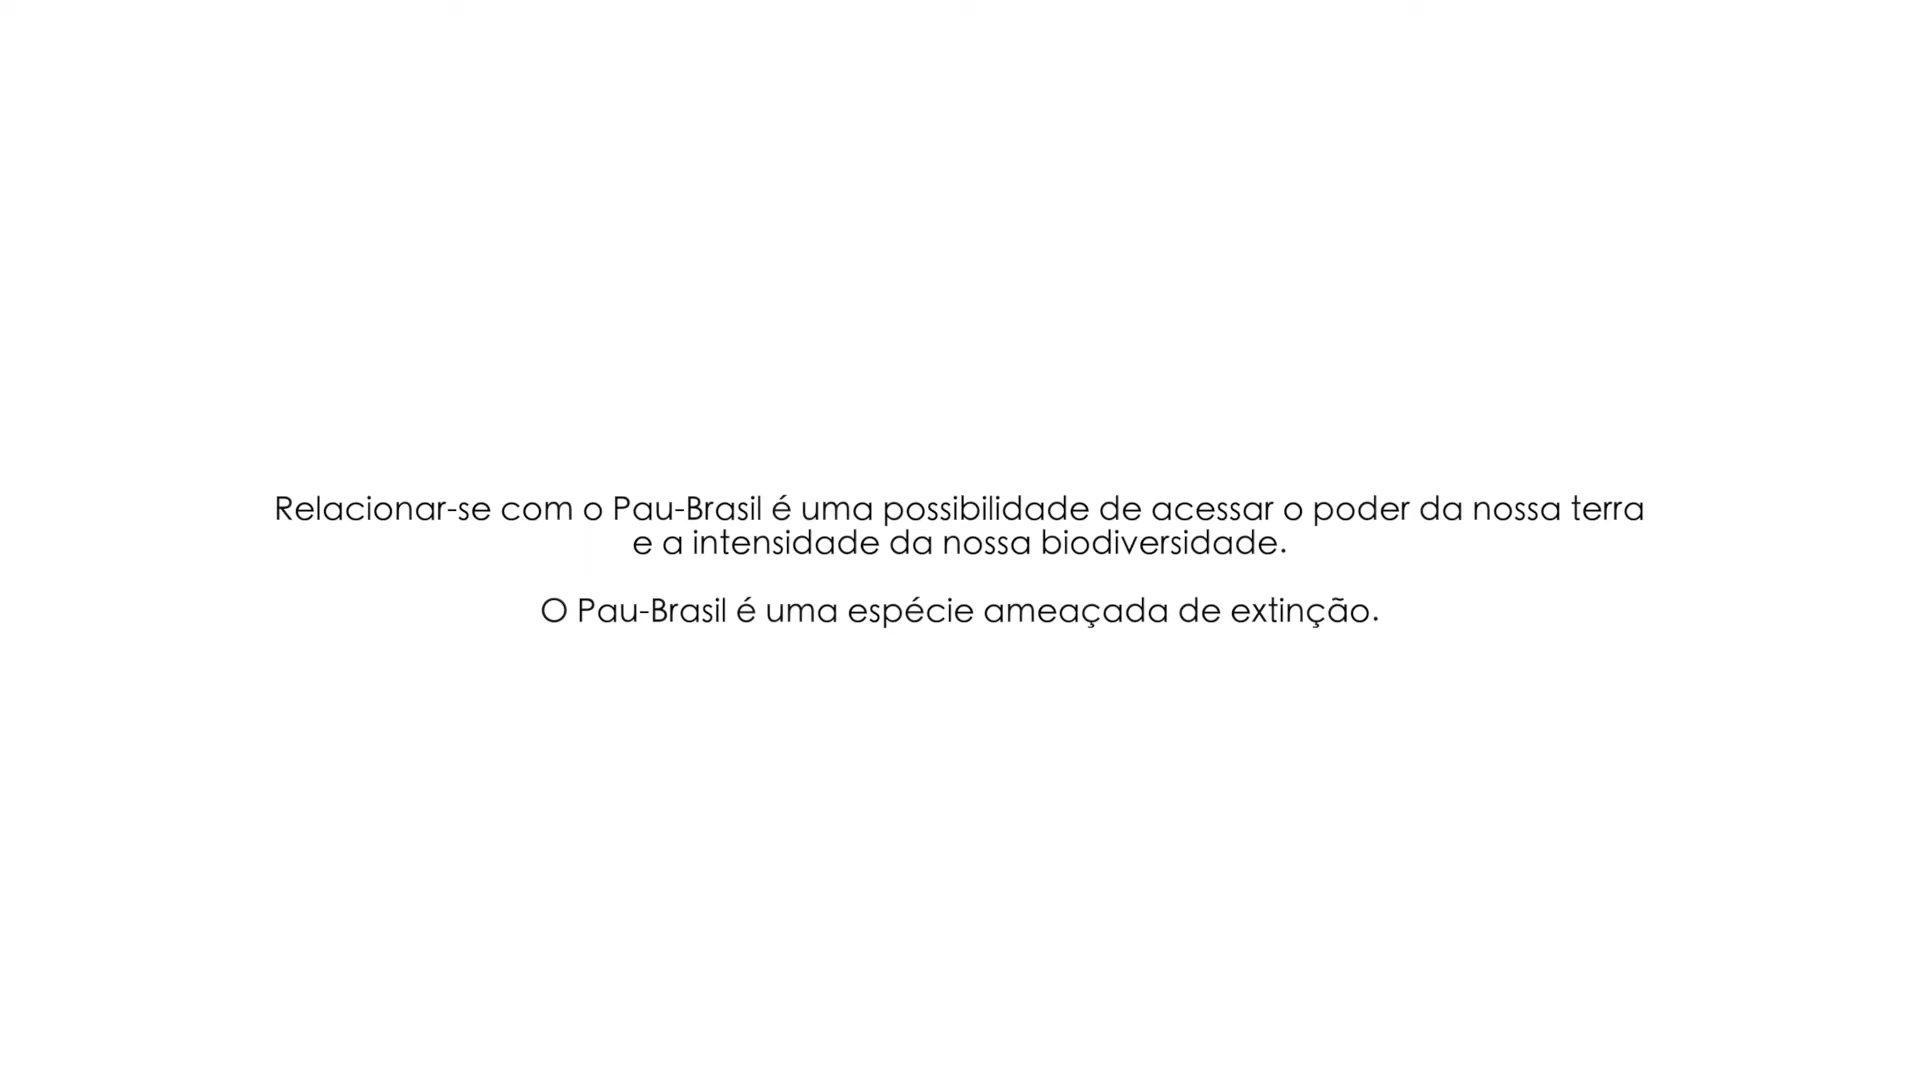 Relacionar-se com o Pau-Brasil é uma possibilidade de acessar o poder da nossa terra
e a intensidade da nossa biodiversidade.
O Pau-Brasil é uma espécie ameaçada de extinção.